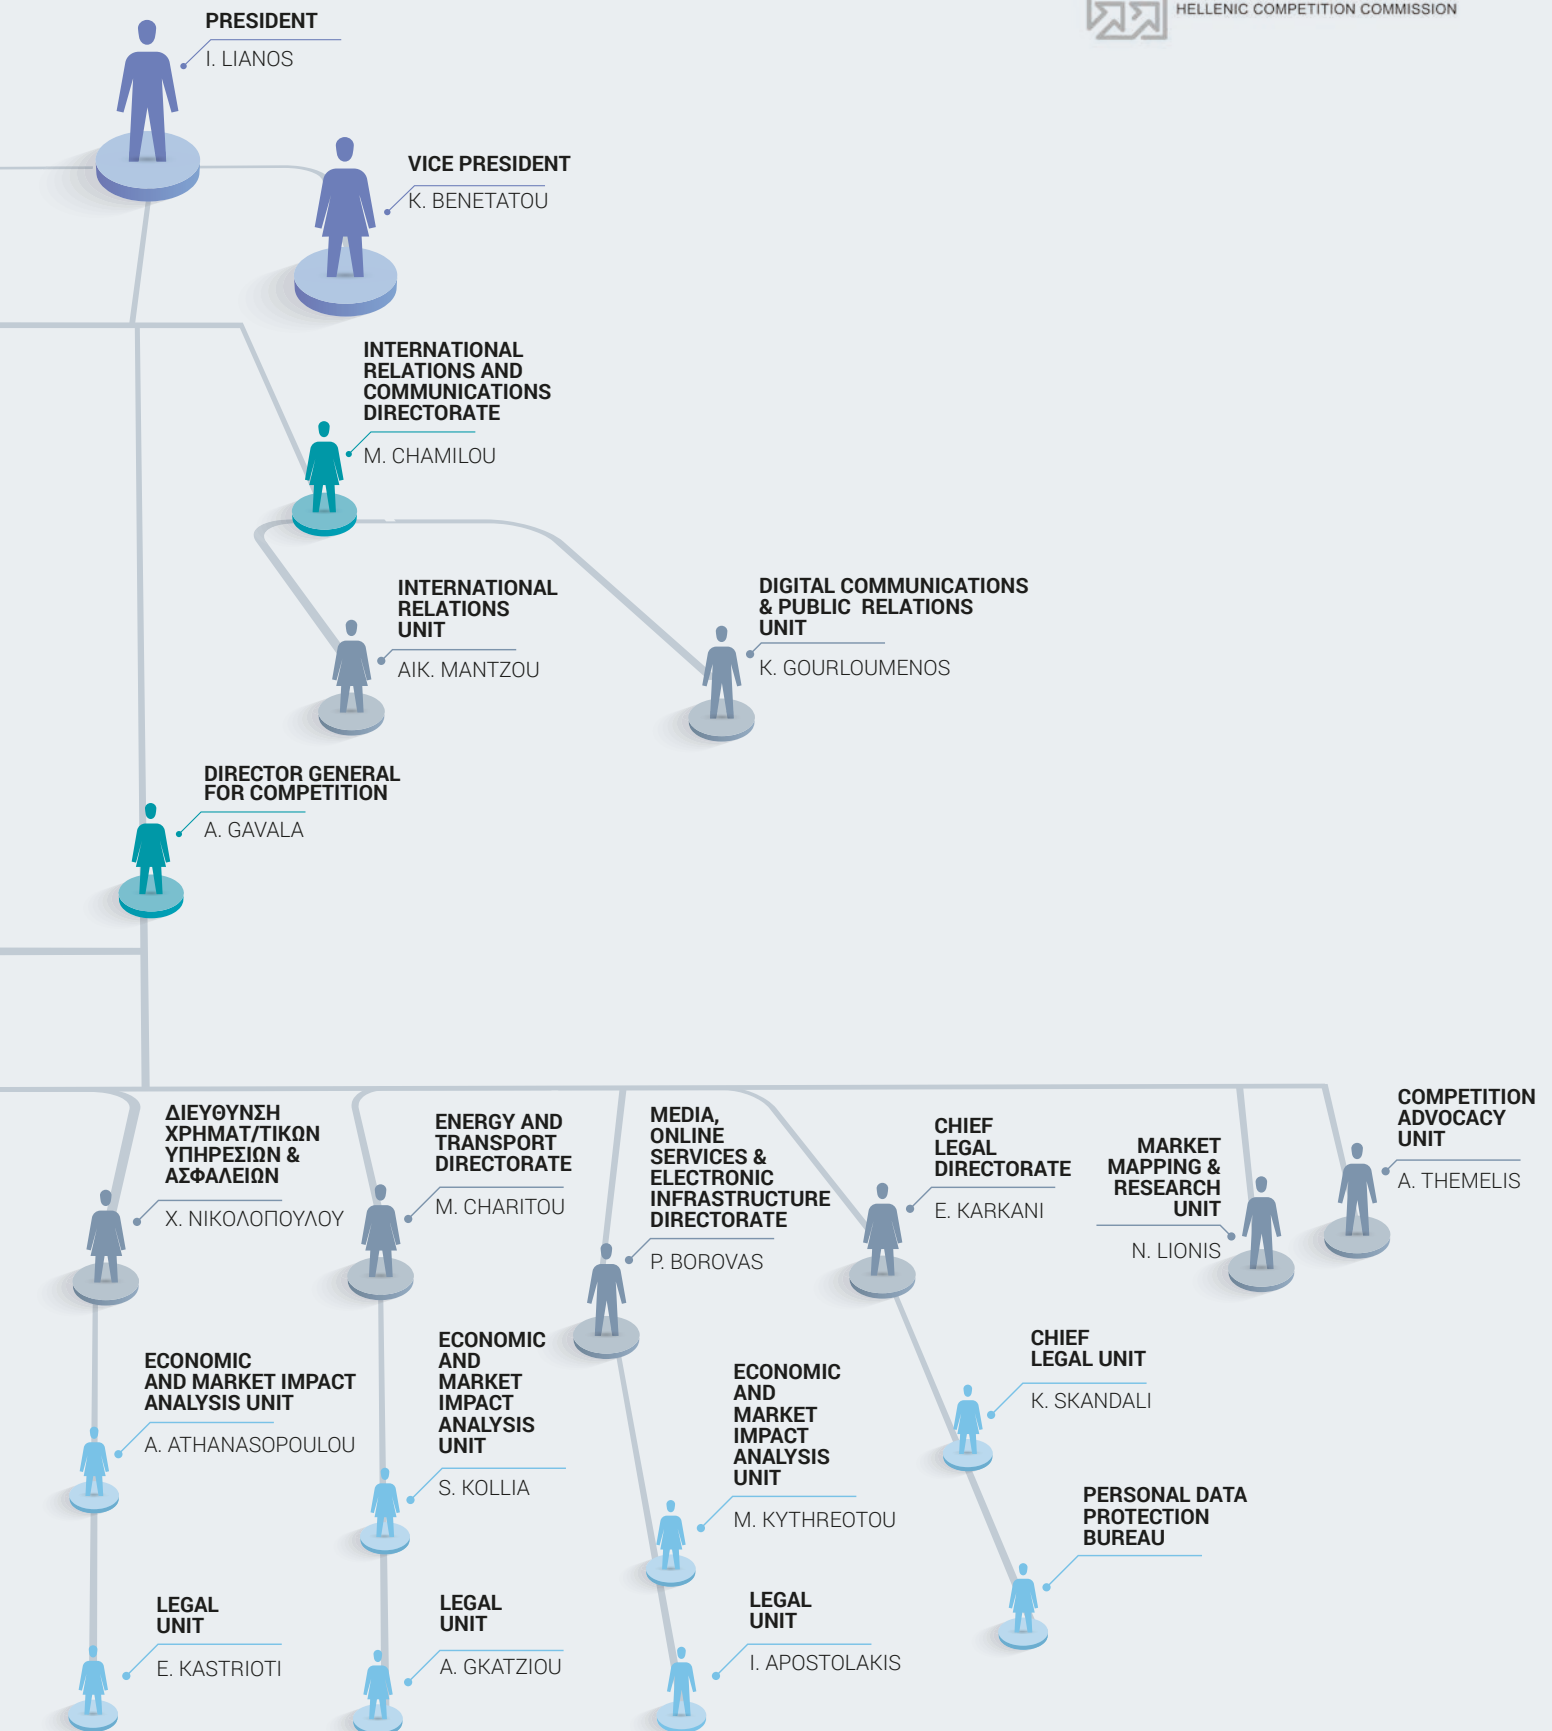 HELLENIC COMPETITION COMMISSION
PRESIDENT
I. LIANOS
VICE PRESIDENT
K. BENETATOU
INTERNATIONAL
RELATIONS AND
COMMUNICATIONS
DIRECTORATE
M. CHAMILOU
INTERNATIONAL
RELATIONS
UNIT
AIK. MANTZOU
DIGITAL COMMUNICATIONS
& PUBLIC RELATIONS
UNIT
K. GOURLOUMENOS
DIRECTOR GENERAL
FOR COMPETITION
A. GAVALA
ΔΙΕΥΘΥΝΣΗ
ΧΡΗΜΑΤ/ΤΙΚΩΝ
ΥΠΗΡΕΣΙΩΝ &
ΑΣΦΑΛΕΙΩΝ
Χ. ΝΙΚΟΛΟΠΟΥΛΟΥ
ENERGY AND
TRANSPORT
DIRECTORATE
M. CHARITOU
MEDIA,
ONLINE
SERVICES &
ELECTRONIC
INFRASTRUCTURE
DIRECTORATE
P. BOROVAS
CHIEF
LEGAL
DIRECTORATE
E. KARKANI
MARKET
MAPPING &
RESEARCH
UNIT
N. LIONIS
COMPETITION
ADVOCACY
UNIT
A. THEMELIS
ECONOMIC
AND MARKET IMPACT
ANALYSIS UNIT
A. ATHANASOPOULOU
ECONOMIC
AND
MARKET
IMPACT
ANALYSIS
UNIT
S. KOLLIA
ECONOMIC
AND
MARKET
IMPACT
ANALYSIS
UNIT
M. KYTHREOTOU
CHIEF
LEGAL UNIT
K. SKANDALI
PERSONAL DATA
PROTECTION
BUREAU
LEGAL
UNIT
E. KASTRIOTI
LEGAL
UNIT
A. GKATZIOU
LEGAL
UNIT
I. APOSTOLAKIS